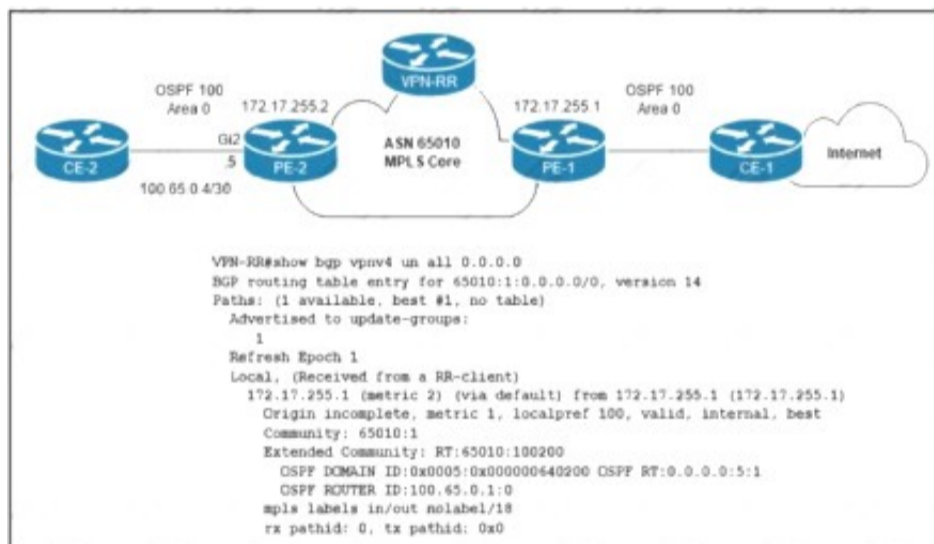 VPN-RR
OSPF 100
Area 0
172.17.255.2
172.17.255 1
OSPF 100
Area 0
CE-2
Gi2
.5
PE-2
ASN 65010
MPLS Core
PE-1
CE-1
Internet
100 65 0 4/30
VPN-RR#show bgp vpnv4 un all 0.0.0.0
BGP routing table entry for 65010:1:0.0.0.0/0, version 14
Paths: (1 available, best #1, no table)
Advertised to update-groups:
1
Refresh Epoch 1
Local, (Received from a RR-client)
172.17.255.1 (metric 2) (via default) from 172.17.255.1 (172.17.255.1)
Origin incomplete, metric 1, localpref 100, valid, internal, best
Community: 65010:1
Extended Community: RT:65010:100200
OSPF DOMAIN ID:0x0005:0x000000640200 OSPF RT:0.0.0.0:5:1
OSPF ROUTER ID:100.65.0.1:0
mpls labels in/out nolabel/18
rx pathid: 0, tx pathid: 0x0